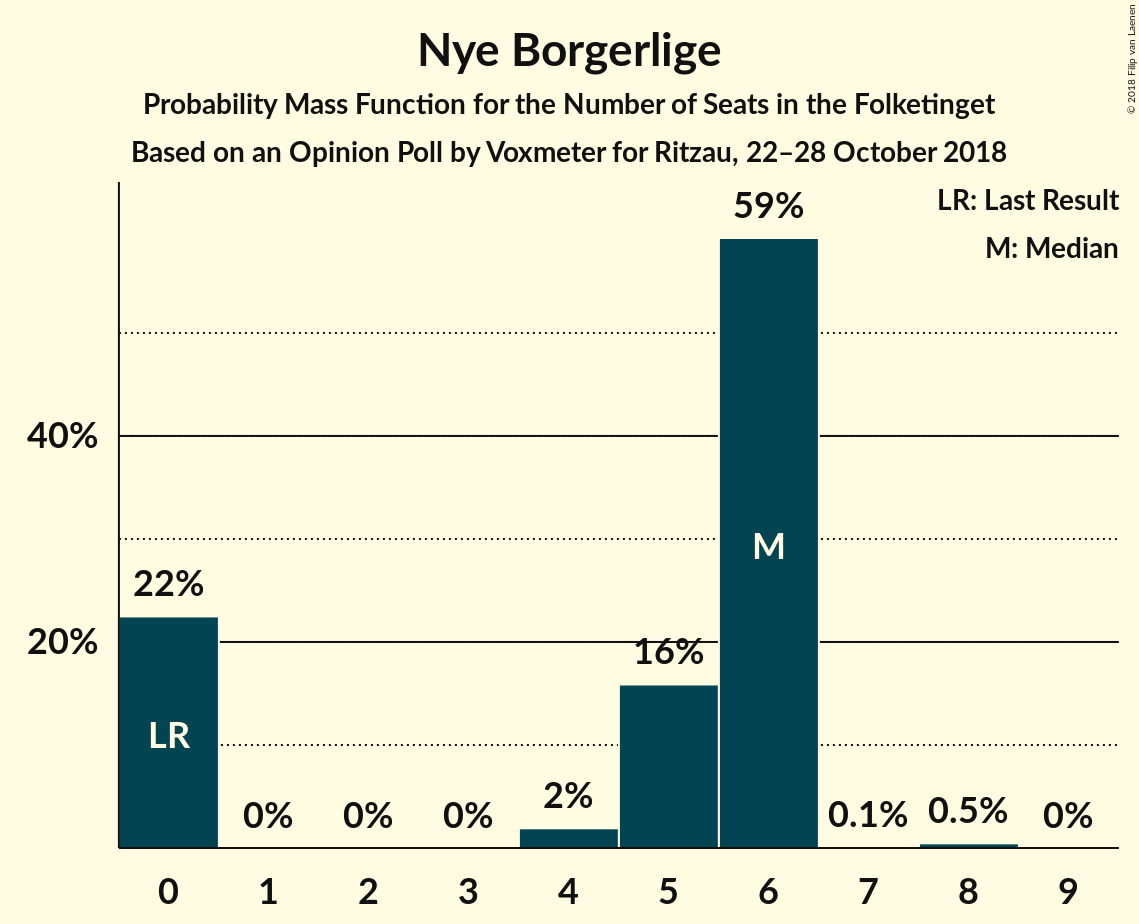 © 2018 Filip van Laenen
Nye Borgerlige
Probability Mass Function for the Number of Seats in the Folketinget
Based on an Opinion Poll by Voxmeter for Ritzau, 22–28 October 2018
LR: Last Result
M: Median
59%
40%
M
22%
20%
16%
LR
2%
0% 0% 0% 0.1% 0.5% 0%
0 1 2 3 4 5 6 7 8 9